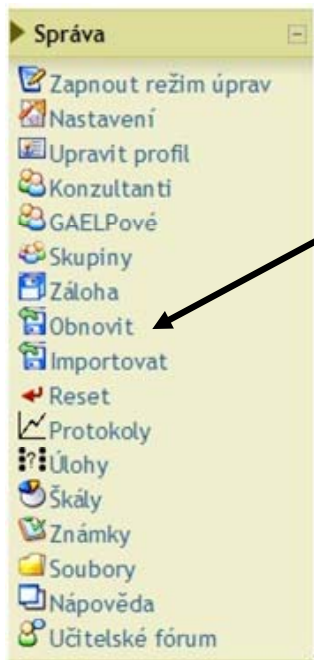 Správa
Zapnout režim úprav
Nastavení
Upravit profil
Konzultanti
GAELPové
Skupiny
Záloha
Obnovit
Importovat
Reset
Protokoly
Úlohy
Škály
Známky
Soubory
Nápověda
Učitelské fórum